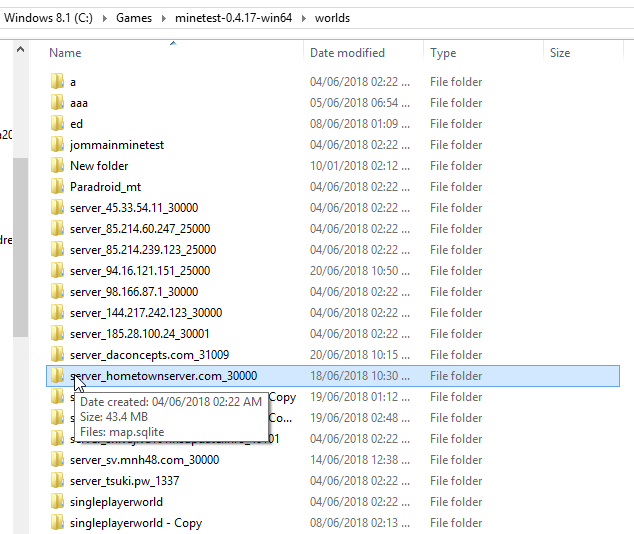 Windows 8.1 (C:) > Games > minetest-0.4.17-win64 > worlds
Name Date modified Type Size
a 04/06/2018 02:22 ... File folder
aaa 05/06/2018 06:54 ... File folder
ed 08/06/2018 01:09 ... File folder
jommainminetest 04/06/2018 02:22 ... File folder
New folder 10/01/2018 02:12 ... File folder
Paradroid_mt 04/06/2018 02:22 ... File folder
server_45.33.54.11_30000 04/06/2018 02:22 ... File folder
server_85.214.60.247_25000 04/06/2018 02:22 ... File folder
server_85.214.239.123_25000 04/06/2018 02:22 ... File folder
server_94.16.121.151_25000 20/06/2018 10:50 ... File folder
server_98.166.87.1_30000 04/06/2018 02:22 ... File folder
server_144.217.242.123_30000 04/06/2018 02:22 ... File folder
server_185.28.100.24_30001 04/06/2018 02:22 ... File folder
server_daconcepts.com_31009 20/06/2018 10:15 ... File folder
server_hometownserver.com_30000 18/06/2018 10:30 ... File folder
Copy 19/06/2018 01:12 ... File folder
Date created: 04/06/2018 02:22 AM
Size: 43.4 MB
Files: map.sqlite
Co... 19/06/2018 02:48 ... File folder
04/06/2018 02:22 ... File folder
server_sv.mnh48.com_30000 14/06/2018 12:38 ... File folder
server_tsuki.pw_1337 04/06/2018 02:22 ... File folder
singleplayerworld 04/06/2018 02:22 ... File folder
singleplayerworld - Copy 08/06/2018 02:13 ... File folder